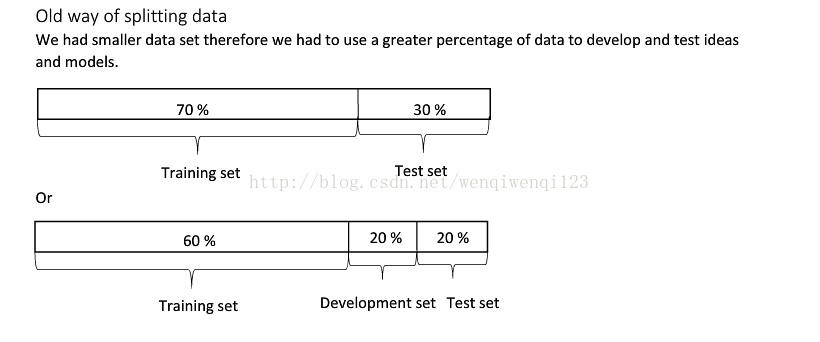 Old way of splitting data
We had smaller data set therefore we had to use a greater percentage of data to develop and test ideas
and models.
70 % 30 %
Training set Test set
http://blog.csdn.net/wenqiwenqi123
Or
60 % 20 % 20 %
Training set Development set Test set